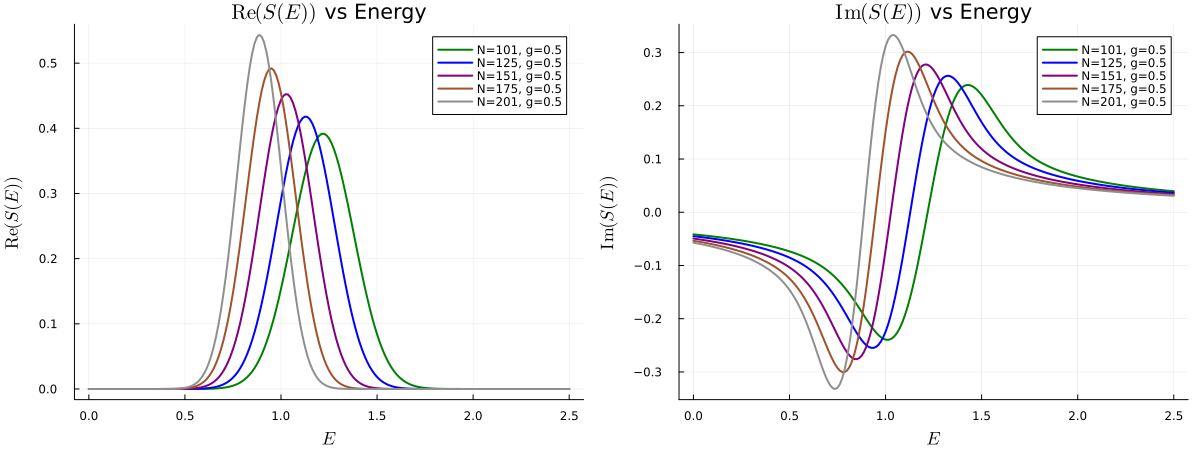 Re(S(E)) vs Energy
Re(S(E))
0.5
0.4
0.3
0.2
0.1
0.0
N=101, g=0.5
N=125, g=0.5
N=151, g=0.5
N=175, g=0.5
N=201, g=0.5
0.0 0.5 1.0 1.5 2.0 2.5
E
Im(S(E)) vs Energy
Im(S(E))
0.3
0.2
0.1
0.0
−0.1
−0.2
−0.3
N=101, g=0.5
N=125, g=0.5
N=151, g=0.5
N=175, g=0.5
N=201, g=0.5
0.0 0.5 1.0 1.5 2.0 2.5
E